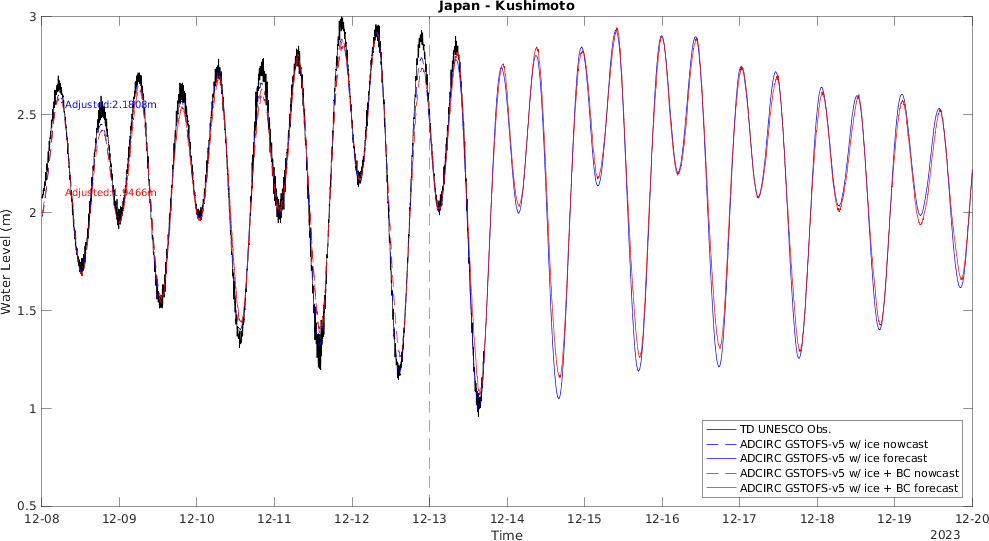 Japan - Kushimoto
Water Level (m)
3
2.5
2
1.5
1
0.5
Adjusted:2.1808m
Adjusted:1.9466m
TD UNESCO Obs.
ADCIRC GSTOFS-v5 w/ ice nowcast
ADCIRC GSTOFS-v5 w/ ice forecast
ADCIRC GSTOFS-v5 w/ ice + BC nowcast
ADCIRC GSTOFS-v5 w/ ice + BC forecast
12-08 12-09 12-10 12-11 12-12 12-13 12-14 12-15 12-16 12-17 12-18 12-19 12-20
Time
2023